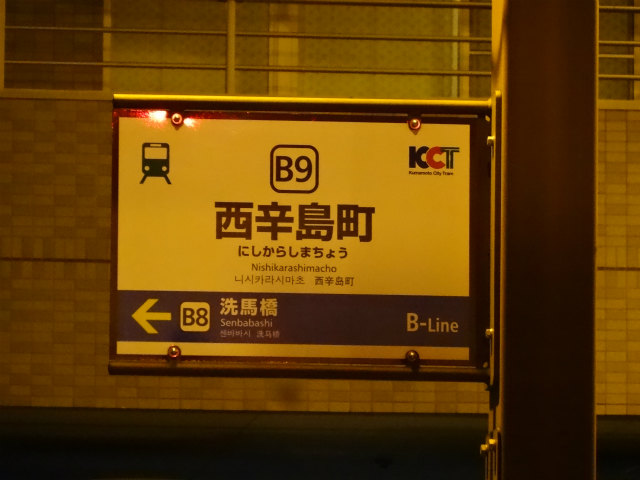 B9
KCT
Kumamoto City Tram
西辛島町
にしからしまちょう
Nishikarashimacho
니시카라시마초 西辛島町
B8 洗馬橋
Senbabashi
센바바시 洗马桥
B-Line